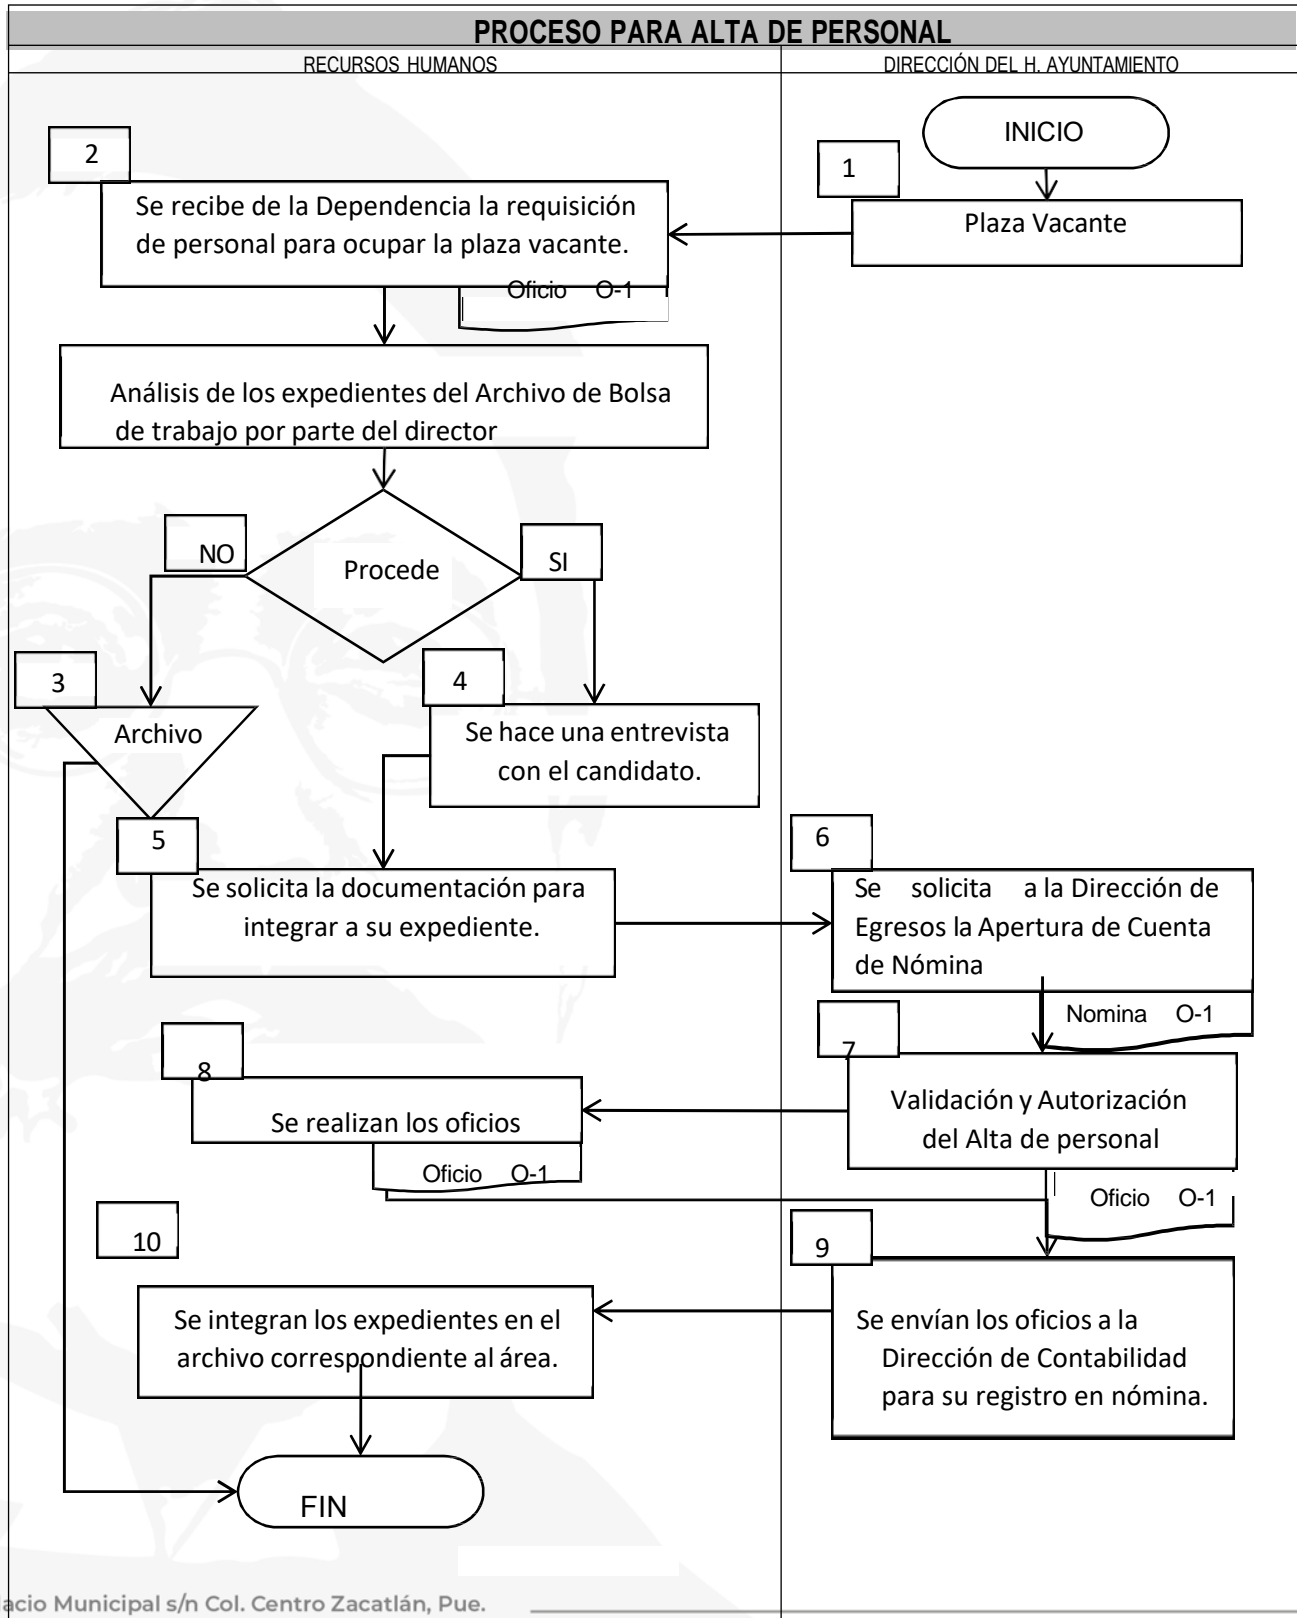 PROCESO PARA ALTA DE PERSONAL
RECURSOS HUMANOS
DIRECCIÓN DEL H. AYUNTAMIENTO
INICIO
1
Plaza Vacante
2
Se recibe de la Dependencia la requisición
de personal para ocupar la plaza vacante.
Oficio O-1
Análisis de los expedientes del Archivo de Bolsa
de trabajo por parte del director
NO
Procede
SI
3
Archivo
4
Se hace una entrevista
con el candidato.
5
Se solicita la documentación para
integrar a su expediente.
6
Se solicita a la Dirección de
Egresos la Apertura de Cuenta
de Nómina
Nomina O-1
7
Validación y Autorización
del Alta de personal
Oficio O-1
8
Se realizan los oficios
Oficio O-1
9
Se envían los oficios a la
Dirección de Contabilidad
para su registro en nómina.
10
Se integran los expedientes en el
archivo correspondiente al área.
FIN
acio Municipal s/n Col. Centro Zacatlán, Pue.